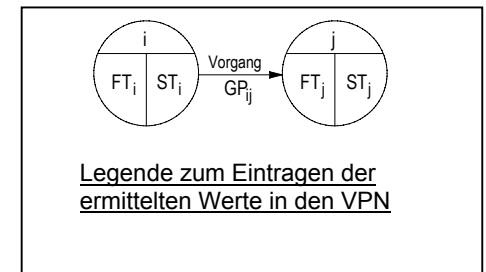 i
j
FTi STi
Vorgang
GPij
FTj STj
Legende zum Eintragen der
ermittelten Werte in den VPN